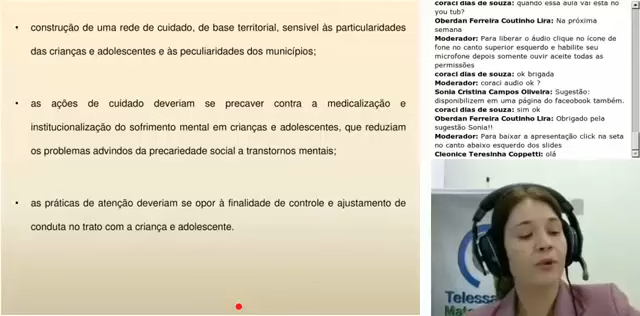 • construção de uma rede de cuidado, de base territorial, sensível às particularidades
das crianças e adolescentes e às peculiaridades dos municípios;
• as ações de cuidado deveriam se precaver contra a medicalização e
institucionalização do sofrimento mental em crianças e adolescentes, que reduziam
os problemas advindos da precariedade social a transtornos mentais;
• as práticas de atenção deveriam se opor à finalidade de controle e ajustamento de
conduta no trato com a criança e adolescente.
coraci dias de souza: quando essa aula vai esta no
you tub?
Oberdan Ferreira Coutinho Lira: Na próxima
semana
Moderador: Para liberar o áudio clique no ícone de
fone no canto superior esquerdo e habilite seu
microfone depois somente ouvir aceite todas as
permissões
coraci dias de souza: ok brigada
Moderador: coraci audio ok ?
Sonia Cristina Campos Oliveira: Sugestão:
disponibilizem em uma página do faceobook também.
coraci dias de souza: sim ok
Oberdan Ferreira Coutinho Lira: Obrigado pela
sugestão Sonia!!
Moderador: Para baixar a apresentação click na seta
no canto abaixo esquerdo dos slides
Cleonice Teresinha Coppetti: olá
Telessa
Mato